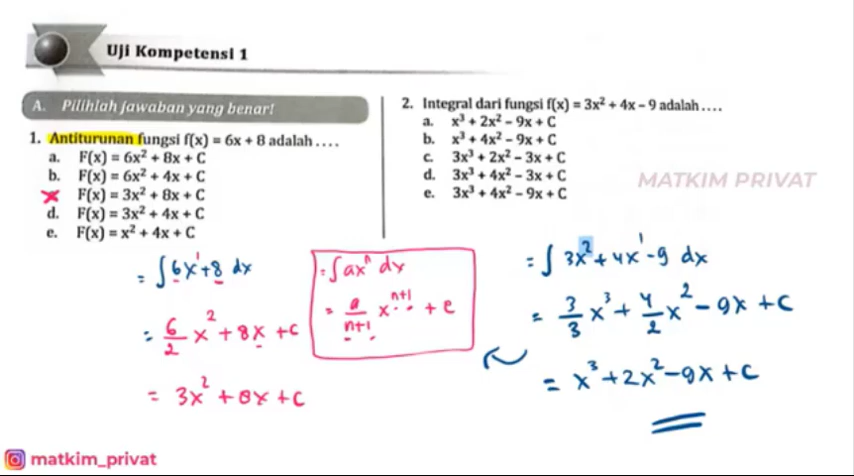 Uji Kompetensi 1
A. Pilihlah jawaban yang benar!
1. Antiturunan fungsi f(x) = 6x + 8 adalah . . . .
a. F(x) = 6x² + 8x + C
b. F(x) = 6x² + 4x + C
F(x) = 3x² + 8x + C
d. F(x) = 3x² + 4x + C
e. F(x) = x² + 4x + C
= ∫ 6x¹ + 8 dx
= 6/2 x² + 8x + c
= 3x² + 8x + c
= ∫ axⁿ dx
= a/n+1 xⁿ⁺¹ + c
2. Integral dari fungsi f(x) = 3x² + 4x – 9 adalah . . . .
a. x³ + 2x² – 9x + C
b. x³ + 4x² – 9x + C
c. 3x³ + 2x² – 3x + C
d. 3x³ + 4x² – 3x + C
e. 3x³ + 4x² – 9x + C
MATKIM PRIVAT
= ∫ 3x² + 4x¹ - 9 dx
= 3/3 x³ + 4/2 x² - 9x + c
= x³ + 2x² - 9x + c
matkim_privat